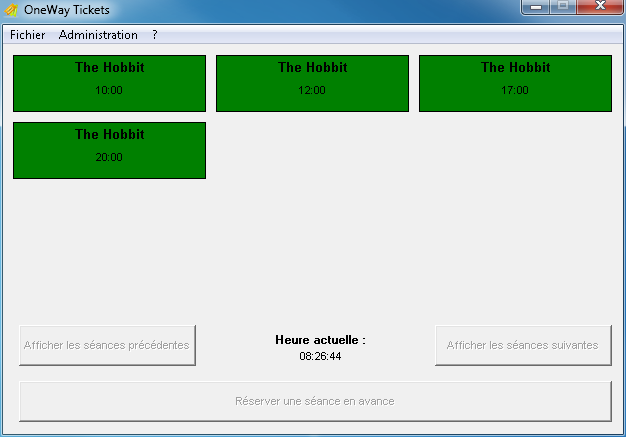 OneWay Tickets
Fichier Administration ?
The Hobbit
10:00
The Hobbit
12:00
The Hobbit
17:00
The Hobbit
20:00
Afficher les séances précédentes
Heure actuelle :
08:26:44
Afficher les séances suivantes
Réserver une séance en avance